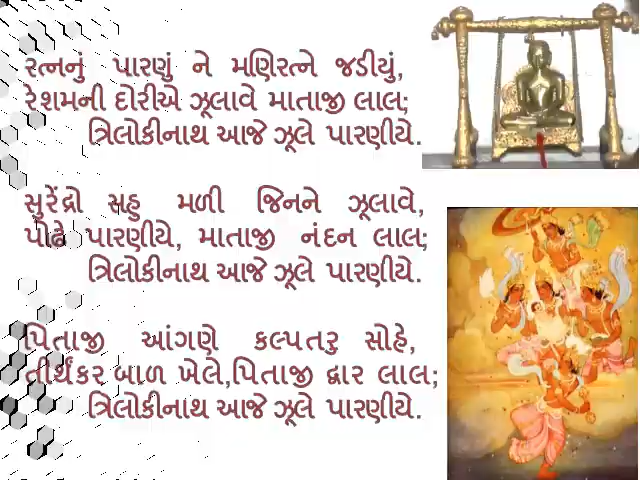 રત્નનું પારણું ને મણિરત્ને જડીયું,
રેશમની દોરીએ ઝૂલાવે માતાજી લાલ;
ત્રિલોકીનાથ આજે ઝૂલે પારણીયે.
સુરેંદ્રો સહુ મળી જિનને ઝૂલાવે,
પોઢે પારણીયે, માતાજી નંદન લાલ;
ત્રિલોકીનાથ આજે ઝૂલે પારણીયે.
પિતાજી આંગણે કલ્પતરુ સોહે,
તીર્થંકર બાળ ખેલે,પિતાજી દ્વાર લાલ;
ત્રિલોકીનાથ આજે ઝૂલે પારણીયે.